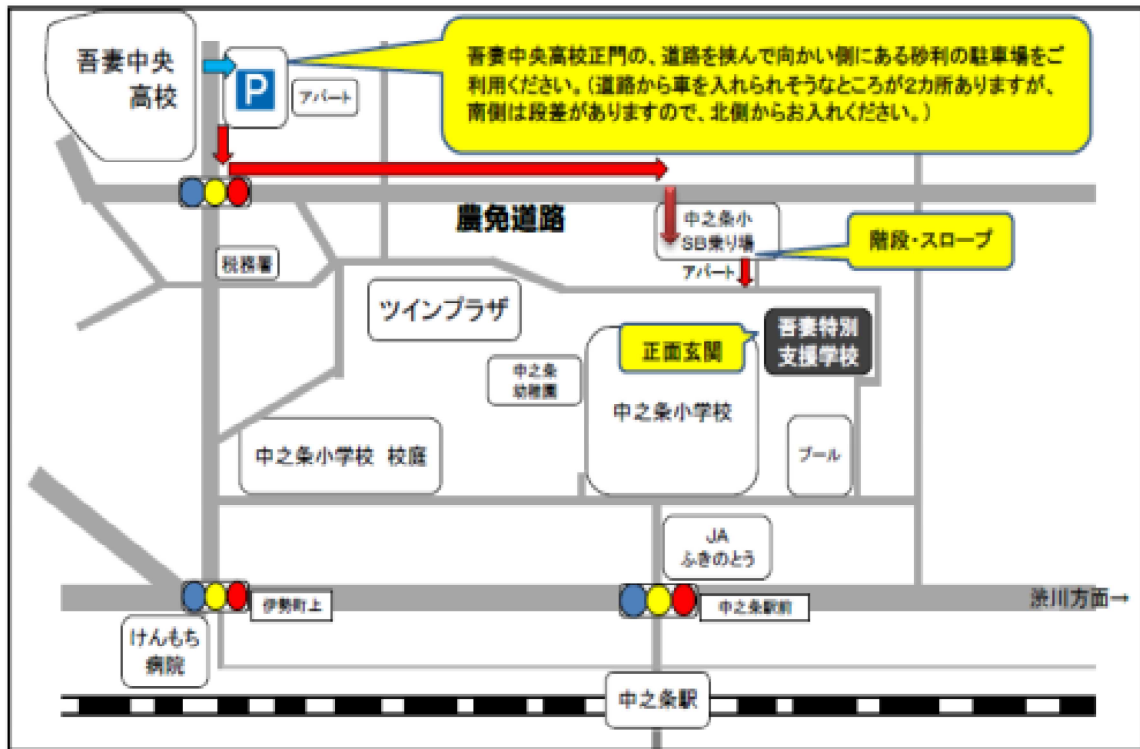 吾妻中央
高校
P
アパート
吾妻中央高校正門の、道路を挟んで向かい側にある砂利の駐車場をご
利用ください。(道路から車を入れられそうなところが2カ所ありますが、
南側は段差がありますので、北側からお入れください。)
農免道路
中之条小
SB乗り場
階段・スロープ
アパート
税務署
ツインプラザ
正面玄関
吾妻特別
支援学校
中之条
幼稚園
中之条小学校
中之条小学校 校庭
プール
JA
ふきのとう
伊勢町上
中之条駅前
渋川方面→
けんもち
病院
中之条駅